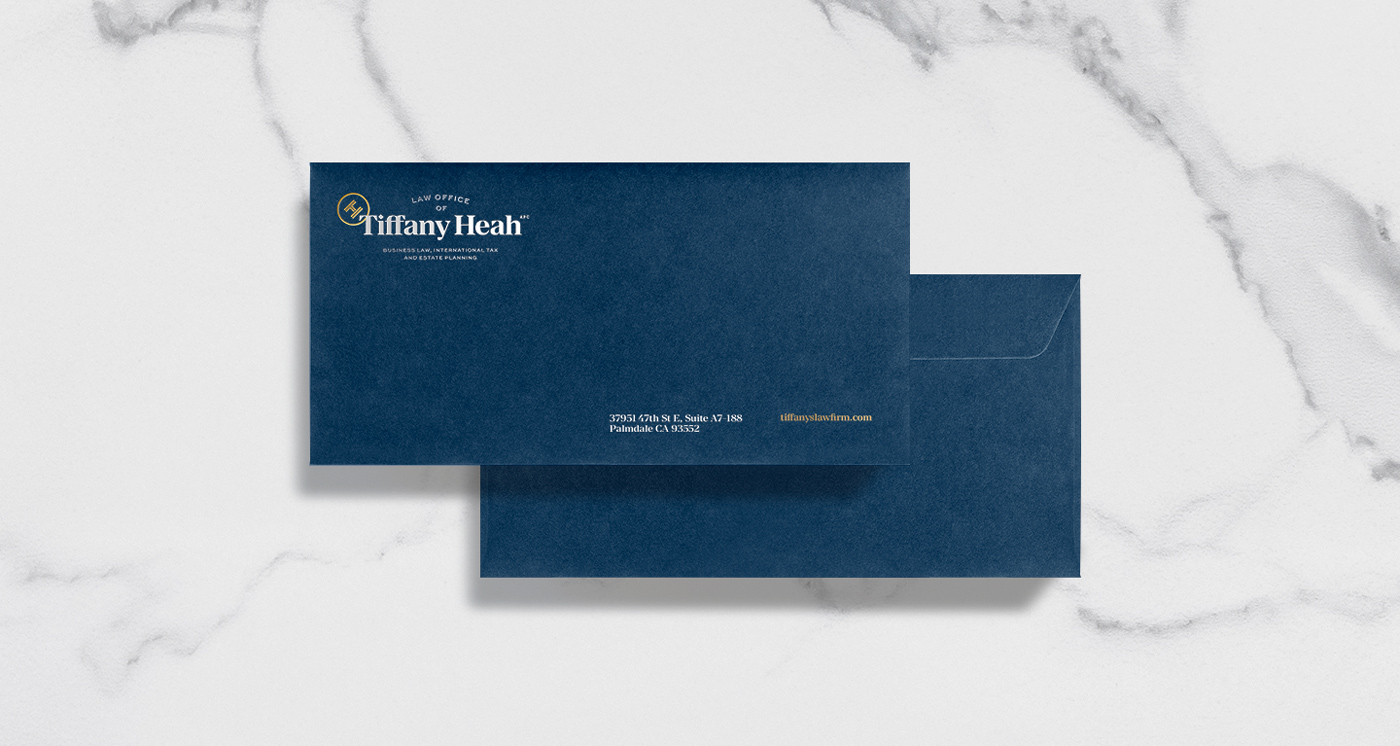 LAW OFFICE
OF
Tiffany Heah APC
BUSINESS LAW, INTERNATIONAL TAX
AND ESTATE PLANNING
37951 47th St E, Suite A7-188
Palmdale CA 93552
tiffanyslawfirm.com